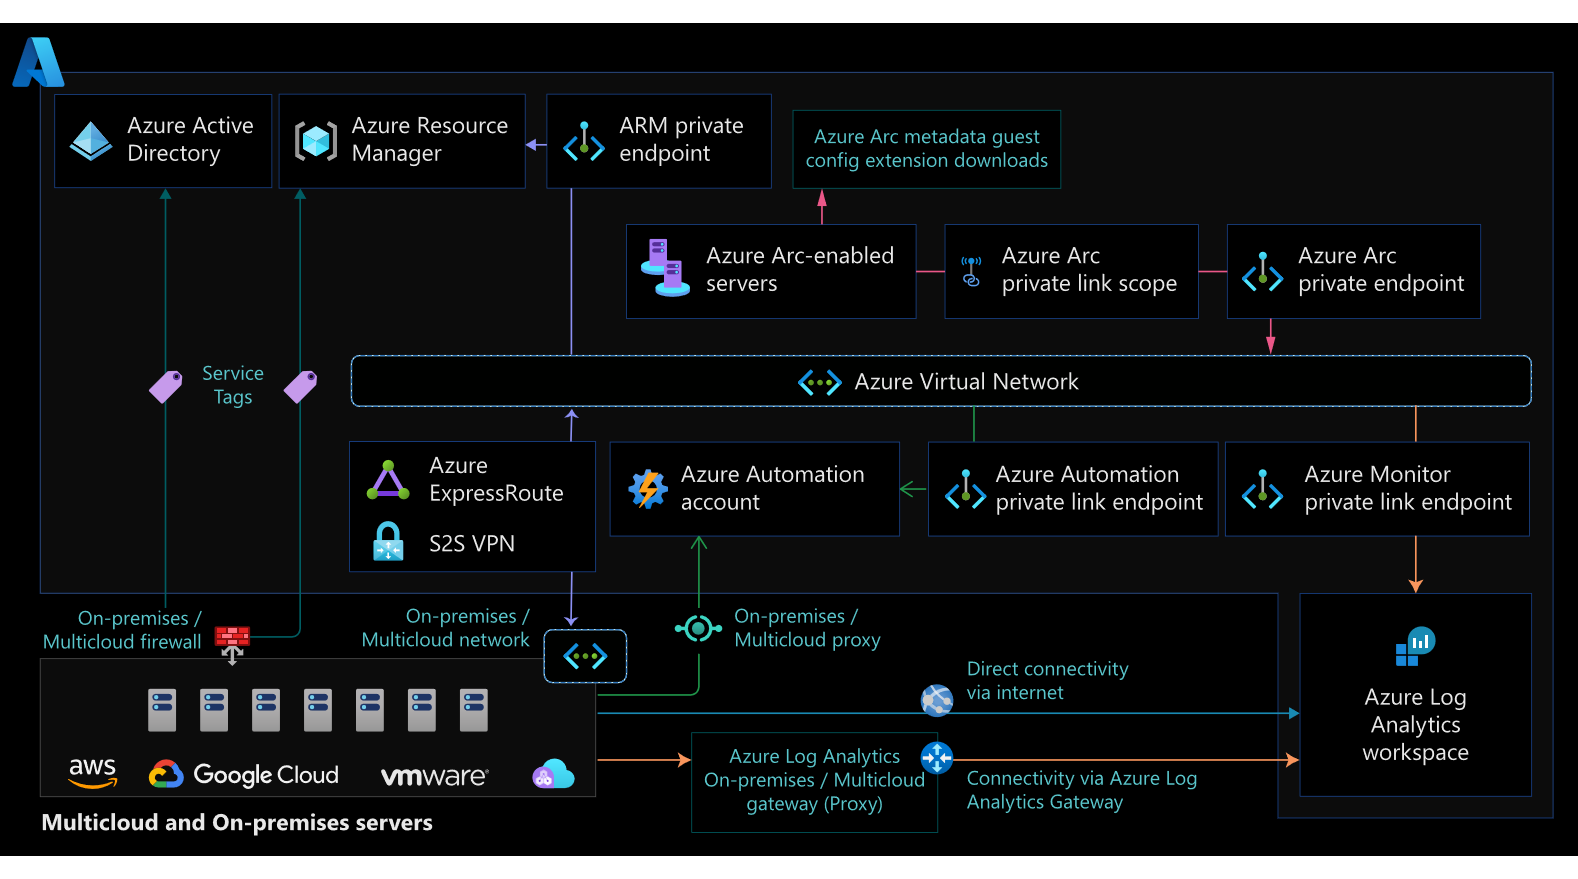 Azure Active
Directory
Azure Resource
Manager
ARM private
endpoint
Azure Arc metadata guest
config extension downloads
Azure Arc-enabled
servers
Azure Arc
private link scope
Azure Arc
private endpoint
Service
Tags
Azure Virtual Network
Azure
ExpressRoute
S2S VPN
Azure Automation
account
Azure Automation
private link endpoint
Azure Monitor
private link endpoint
On-premises /
Multicloud firewall
On-premises /
Multicloud network
On-premises /
Multicloud proxy
Direct connectivity
via internet
Azure Log
Analytics
workspace
aws
Google Cloud
vmware®
Azure Log Analytics
On-premises / Multicloud
gateway (Proxy)
Connectivity via Azure Log
Analytics Gateway
Multicloud and On-premises servers